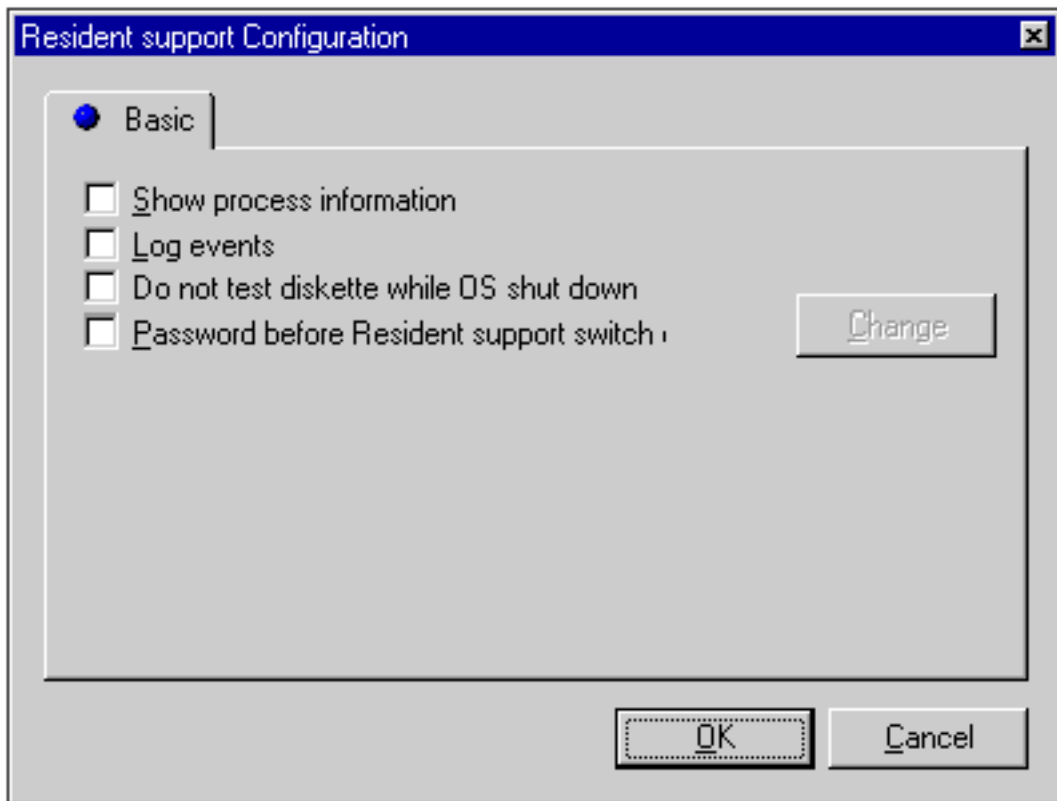 Resident support Configuration
Basic
Show process information
Log events
Do not test diskette while OS shut down
Password before Resident support switch
Change
OK
Cancel